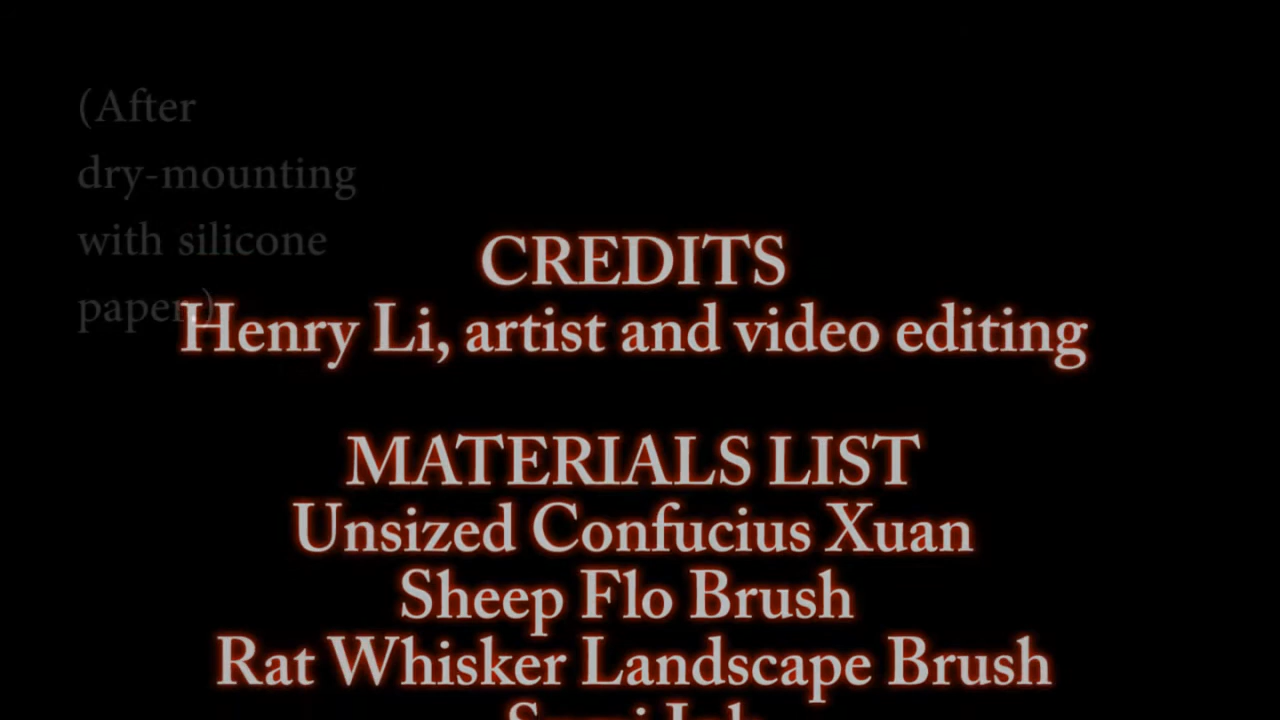 (After
dry-mounting
with silicone
paper)
CREDITS
Henry Li, artist and video editing
MATERIALS LIST
Unsized Confucius Xuan
Sheep Flo Brush
Rat Whisker Landscape Brush